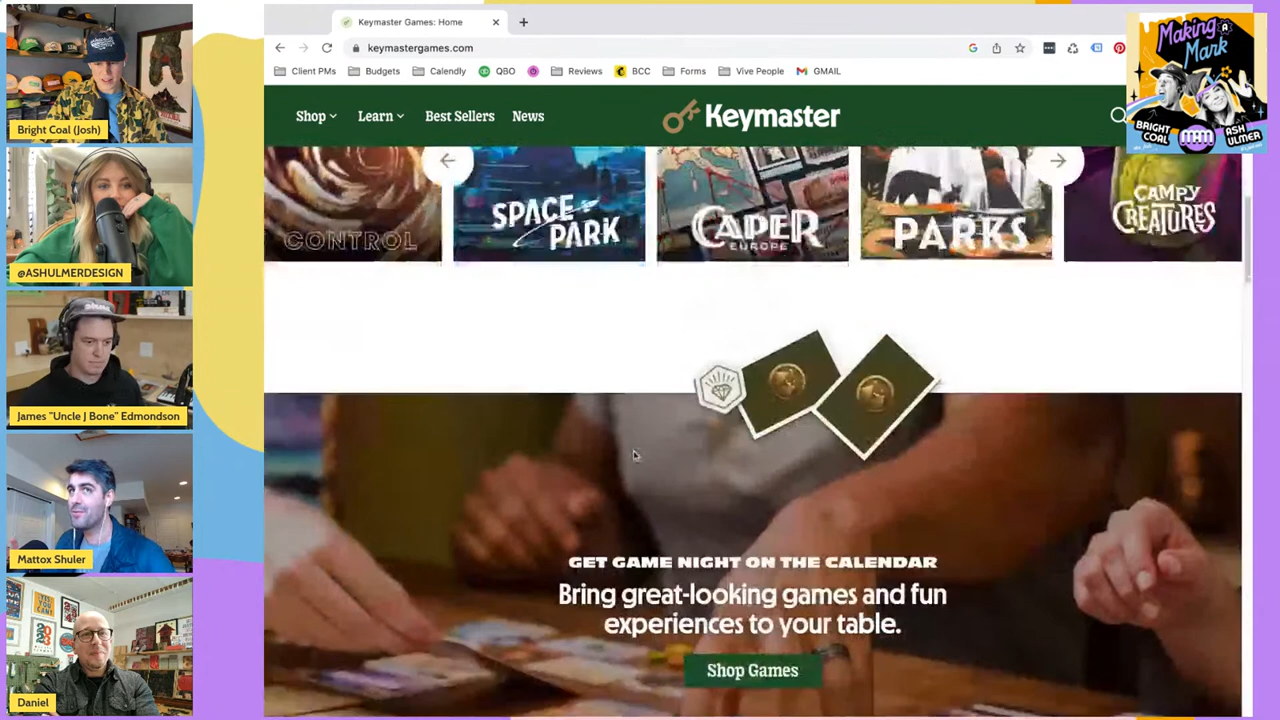 Keymaster Games: Home
keymastergames.com
Client PMs
Budgets
Calendly
QBO
Reviews
BCC
Forms
Vive People
GMAIL
Shop
Learn
Best Sellers
News
Keymaster
Making
A
Mark
BRIGHT
COAL
MAM
ASH
ULMER
CONTROL
SPACE
PARK
CAPER
EUROPE
PARKS
CAMPY
CREATURES
GET GAME NIGHT ON THE CALENDAR
Bring great-looking games and fun
experiences to your table.
Shop Games
Bright Coal (Josh)
@ASHULMERDESIGN
James "Uncle J Bone" Edmondson
Mattox Shuler
Daniel